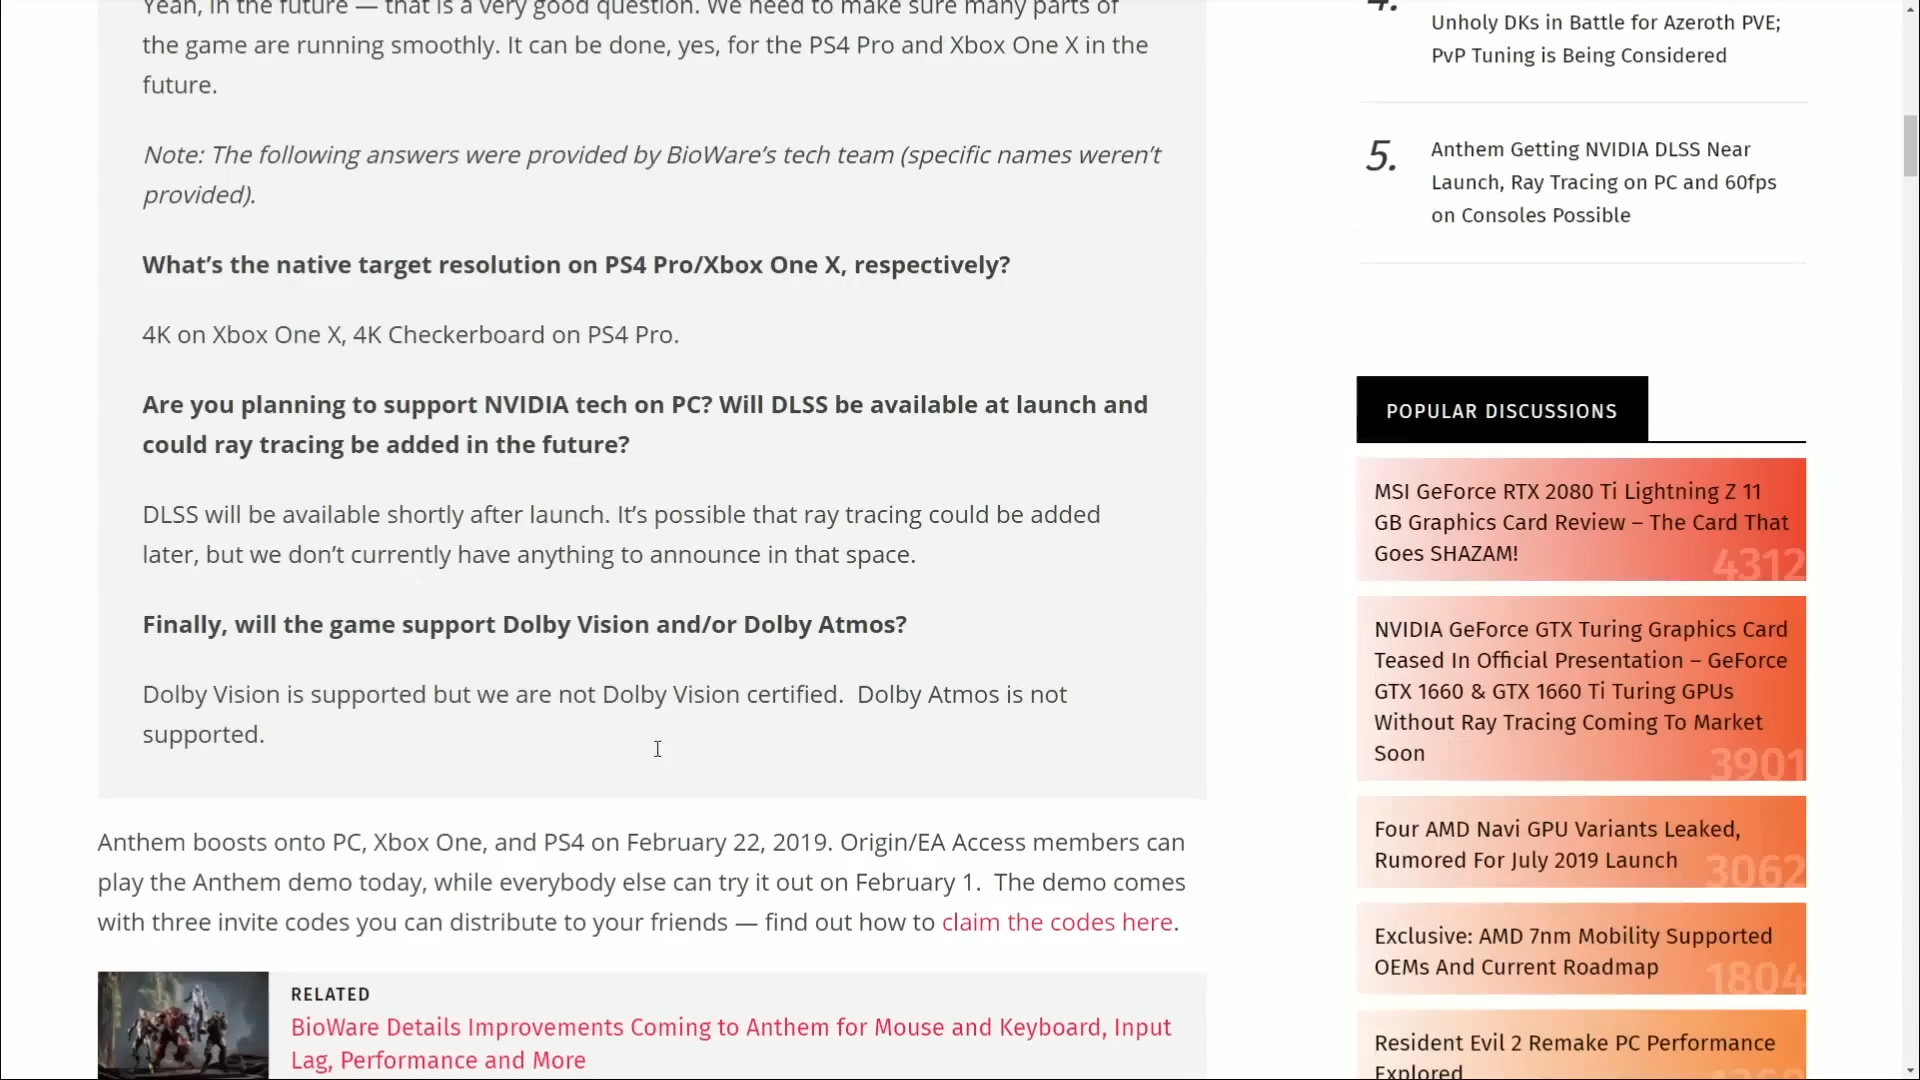 Yeah, in the future — that is a very good question. We need to make sure many parts of
the game are running smoothly. It can be done, yes, for the PS4 Pro and Xbox One X in the
future.
Note: The following answers were provided by BioWare’s tech team (specific names weren’t
provided).
What’s the native target resolution on PS4 Pro/Xbox One X, respectively?
4K on Xbox One X, 4K Checkerboard on PS4 Pro.
Are you planning to support NVIDIA tech on PC? Will DLSS be available at launch and
could ray tracing be added in the future?
DLSS will be available shortly after launch. It’s possible that ray tracing could be added
later, but we don’t currently have anything to announce in that space.
Finally, will the game support Dolby Vision and/or Dolby Atmos?
Dolby Vision is supported but we are not Dolby Vision certified.  Dolby Atmos is not
supported.
Anthem boosts onto PC, Xbox One, and PS4 on February 22, 2019. Origin/EA Access members can
play the Anthem demo today, while everybody else can try it out on February 1.  The demo comes
with three invite codes you can distribute to your friends — find out how to claim the codes here.
RELATED
BioWare Details Improvements Coming to Anthem for Mouse and Keyboard, Input
Lag, Performance and More
4.
Unholy DKs in Battle for Azeroth PVE;
PvP Tuning is Being Considered
5.
Anthem Getting NVIDIA DLSS Near
Launch, Ray Tracing on PC and 60fps
on Consoles Possible
POPULAR DISCUSSIONS
MSI GeForce RTX 2080 Ti Lightning Z 11
GB Graphics Card Review – The Card That
Goes SHAZAM!
4312
NVIDIA GeForce GTX Turing Graphics Card
Teased In Official Presentation – GeForce
GTX 1660 & GTX 1660 Ti Turing GPUs
Without Ray Tracing Coming To Market
Soon
3901
Four AMD Navi GPU Variants Leaked,
Rumored For July 2019 Launch
3062
Exclusive: AMD 7nm Mobility Supported
OEMs And Current Roadmap
1804
Resident Evil 2 Remake PC Performance
Explored